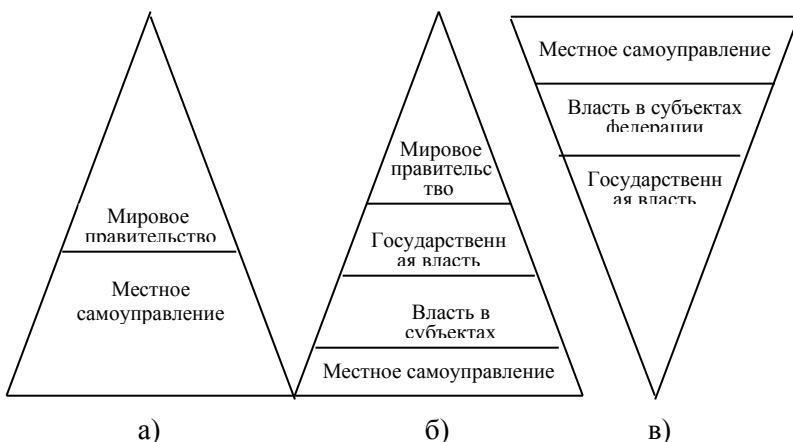 Мировое
правительство
Местное
самоуправление
Мировое
правительс
тво
Государственн
ая власть
Власть в
субъектах
Местное самоуправление
Местное самоуправление
Власть в субъектах
федерации
Государственн
ая власть
а)
б)
в)